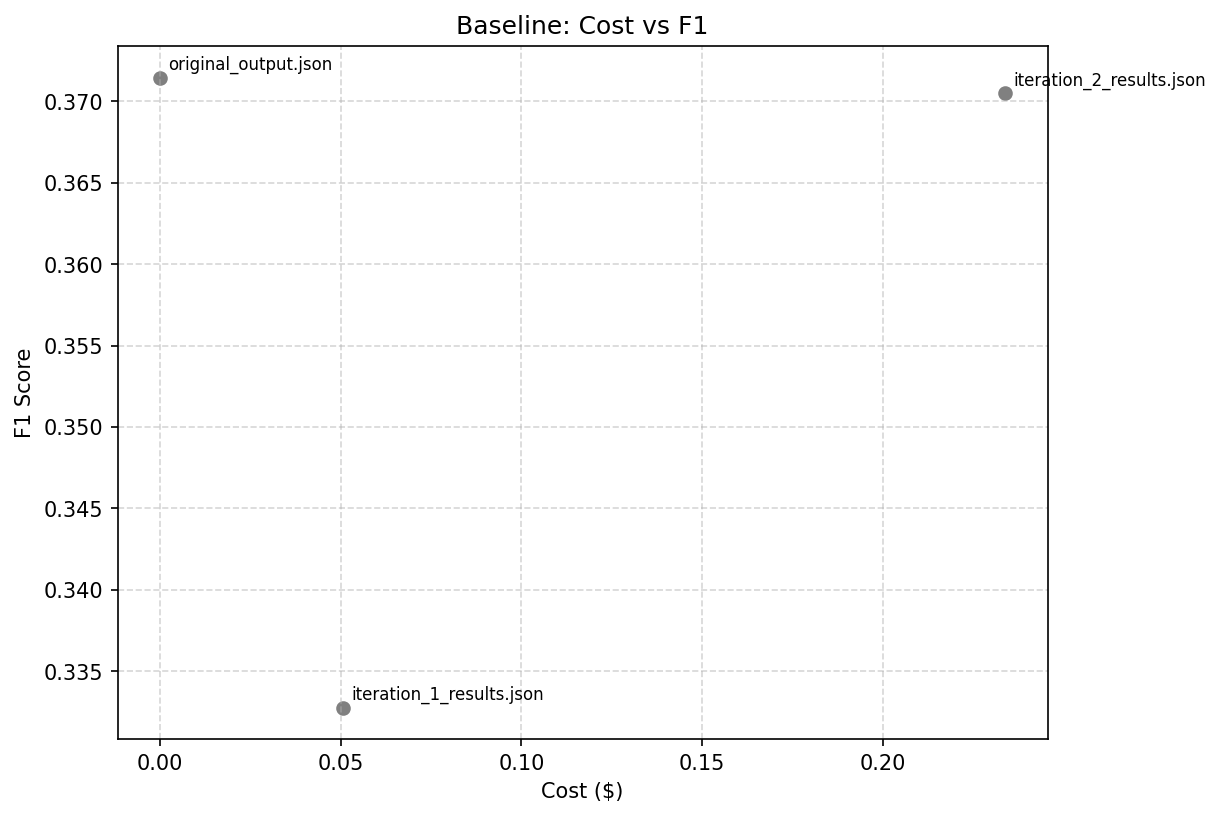 Baseline: Cost vs F1
original_output.json
iteration_2_results.json
iteration_1_results.json
F1 Score
0.370
0.365
0.360
0.355
0.350
0.345
0.340
0.335
0.00 0.05 0.10 0.15 0.20
Cost ($)